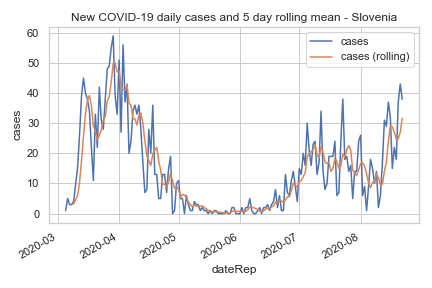 New COVID-19 daily cases and 5 day rolling mean - Slovenia
cases
cases (rolling)
60
50
40
30
20
10
0
cases
2020-03
2020-04
2020-05
2020-06
2020-07
2020-08
dateRep